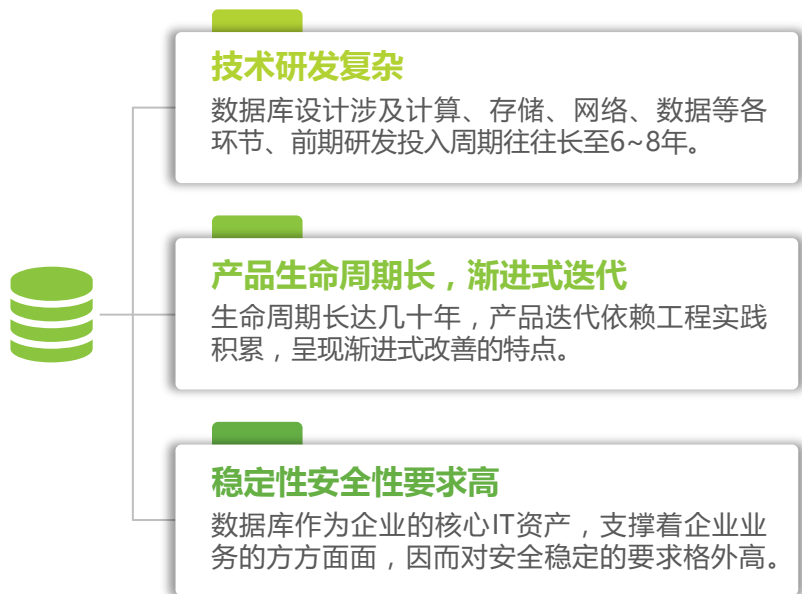 技术研发复杂
数据库设计涉及计算、存储、网络、数据等各
环节、前期研发投入周期往往长至6~8年。
产品生命周期长，渐进式迭代
生命周期长达几十年，产品迭代依赖工程实践
积累，呈现渐进式改善的特点。
稳定性安全性要求高
数据库作为企业的核心IT资产，支撑着企业业
务的方方面面，因而对安全稳定的要求格外高。